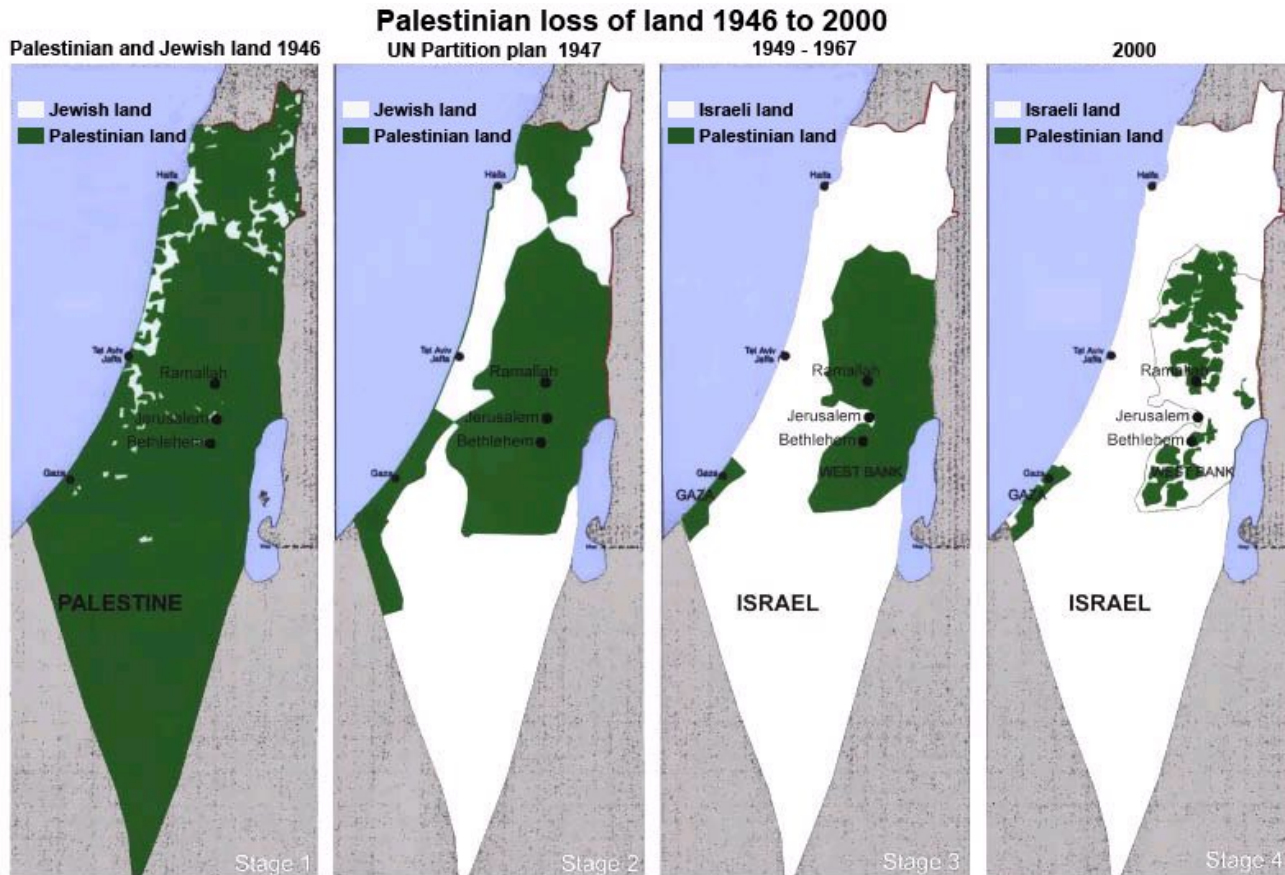 Palestinian loss of land 1946 to 2000
Palestinian and Jewish land 1946
Jewish land
Palestinian land
Haifa
Tel Aviv
Jaffa
Ramallah
Jerusalem
Bethlehem
Gaza
PALESTINE
Stage 1
UN Partition plan 1947
Jewish land
Palestinian land
Haifa
Tel Aviv
Jaffa
Ramallah
Jerusalem
Bethlehem
Gaza
Stage 2
1949 - 1967
Israeli land
Palestinian land
Haifa
Tel Aviv
Jaffa
Ramallah
Jerusalem
Bethlehem
Gaza
WEST BANK
GAZA
ISRAEL
Stage 3
2000
Israeli land
Palestinian land
Haifa
Tel Aviv
Jaffa
Ramallah
Jerusalem
Bethlehem
Gaza
WEST BANK
GAZA
ISRAEL
Stage 4